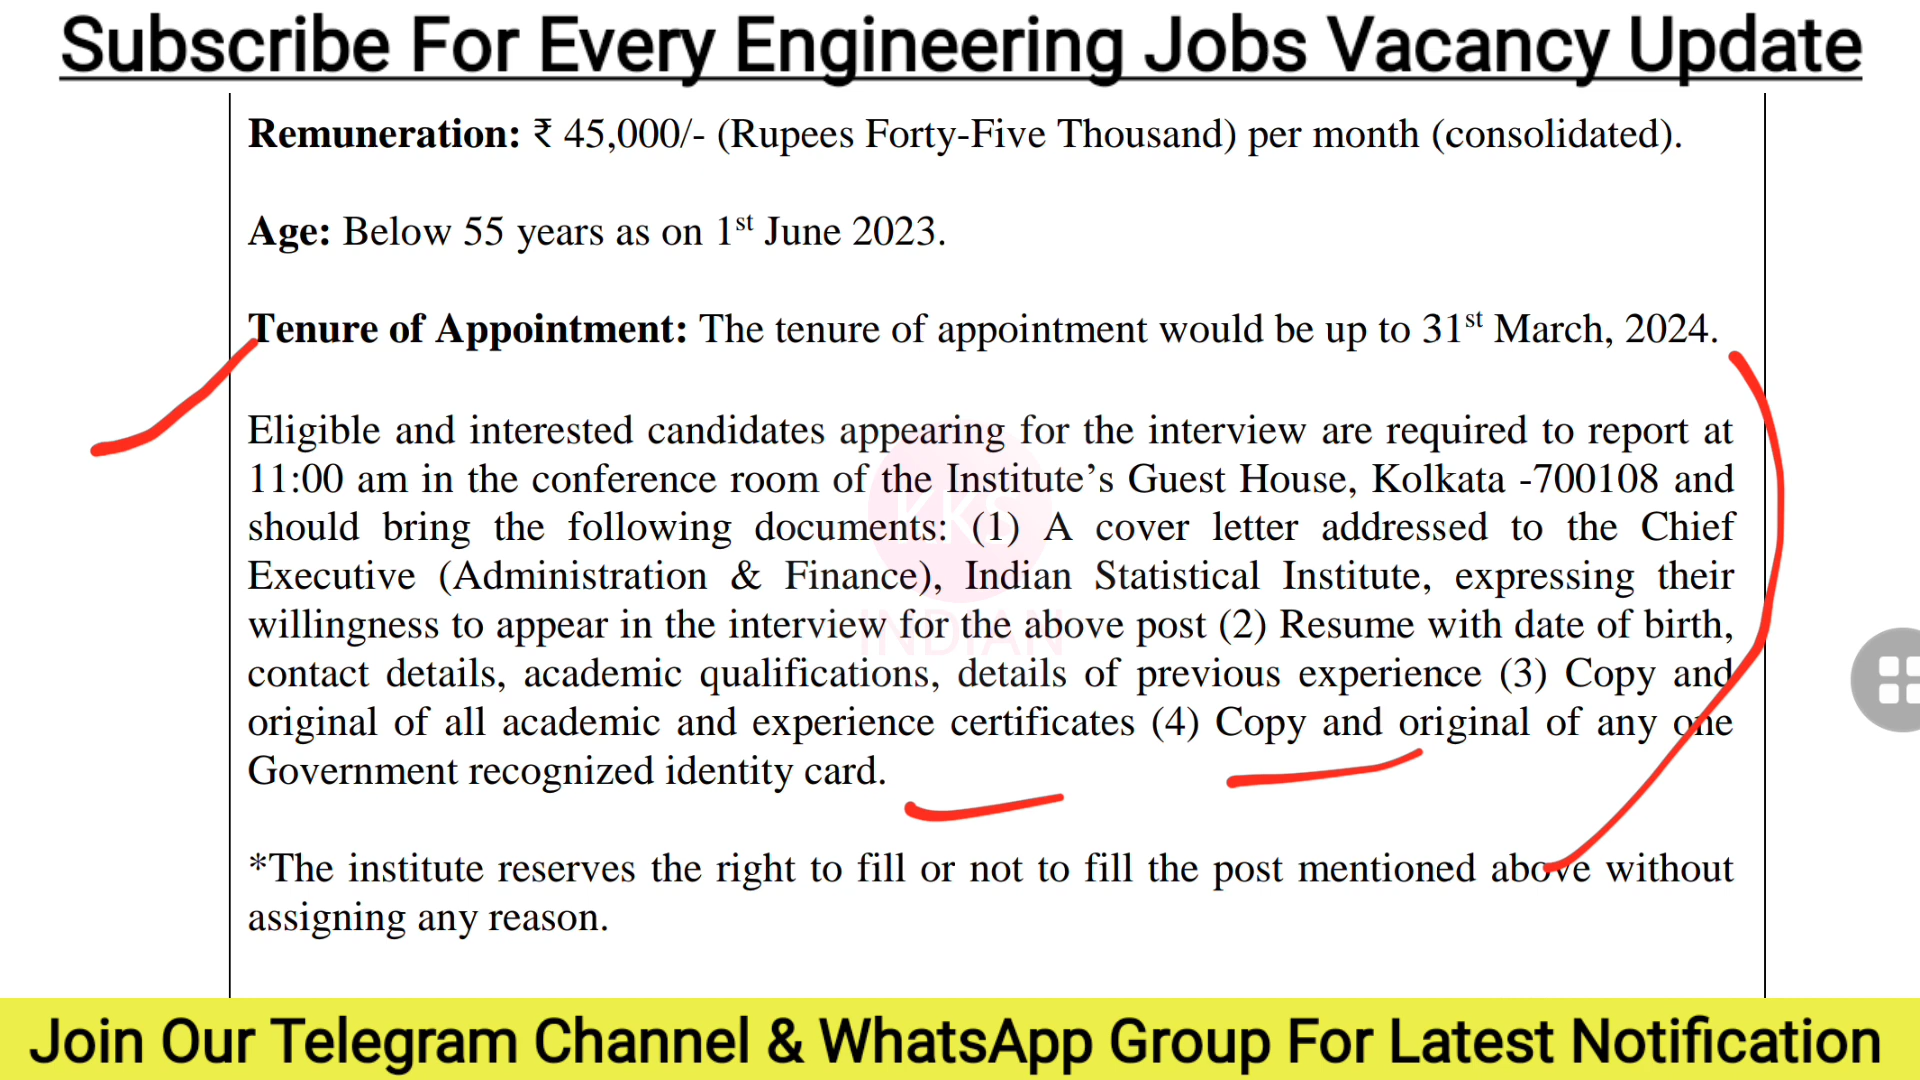 Subscribe For Every Engineering Jobs Vacancy Update
Remuneration: ₹ 45,000/- (Rupees Forty-Five Thousand) per month (consolidated).
Age: Below 55 years as on 1st June 2023.
Tenure of Appointment: The tenure of appointment would be up to 31st March, 2024.
Eligible and interested candidates appearing for the interview are required to report at
11:00 am in the conference room of the Institute’s Guest House, Kolkata -700108 and
should bring the following documents: (1) A cover letter addressed to the Chief
Executive (Administration & Finance), Indian Statistical Institute, expressing their
willingness to appear in the interview for the above post (2) Resume with date of birth,
contact details, academic qualifications, details of previous experience (3) Copy and
original of all academic and experience certificates (4) Copy and original of any one
Government recognized identity card.
INDIAN
*The institute reserves the right to fill or not to fill the post mentioned above without
assigning any reason.
Join Our Telegram Channel & WhatsApp Group For Latest Notification